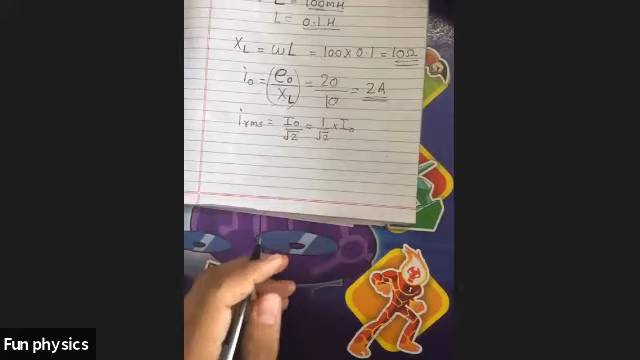 L = 100mH
L = 0.1H
XL = ωL = 100 x 0.1 = 10Ω
i₀ = (e₀/XL) = 20/10 = 2A
irms = I₀/√2 = 1/√2 x I₀
Fun physics